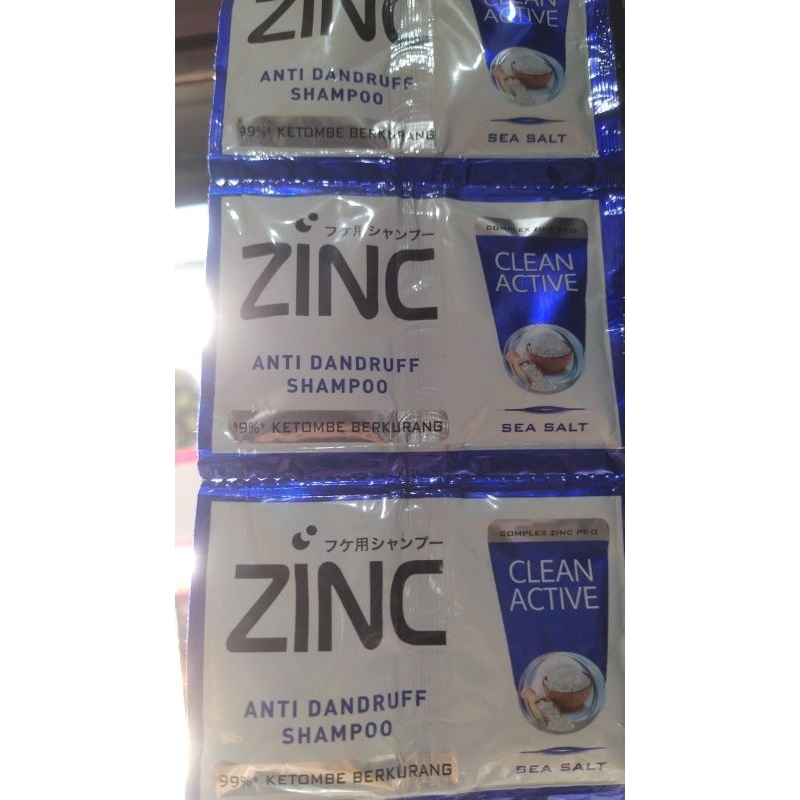 ZINC
ANTI DANDRUFF
SHAMPOO
99%* KETOMBE BERKURANG
CLEAN
ACTIVE
SEA SALT
フケ用シャンプー
ZINC
ANTI DANDRUFF
SHAMPOO
9%* KETOMBE BERKURANG
COMPLEX ZINC PT-O
CLEAN
ACTIVE
SEA SALT
フケ用シャンプー
ZINC
ANTI DANDRUFF
SHAMPOO
99%* KETOMBE BERKURANG
COMPLEX ZINC PT-O
CLEAN
ACTIVE
SEA SALT